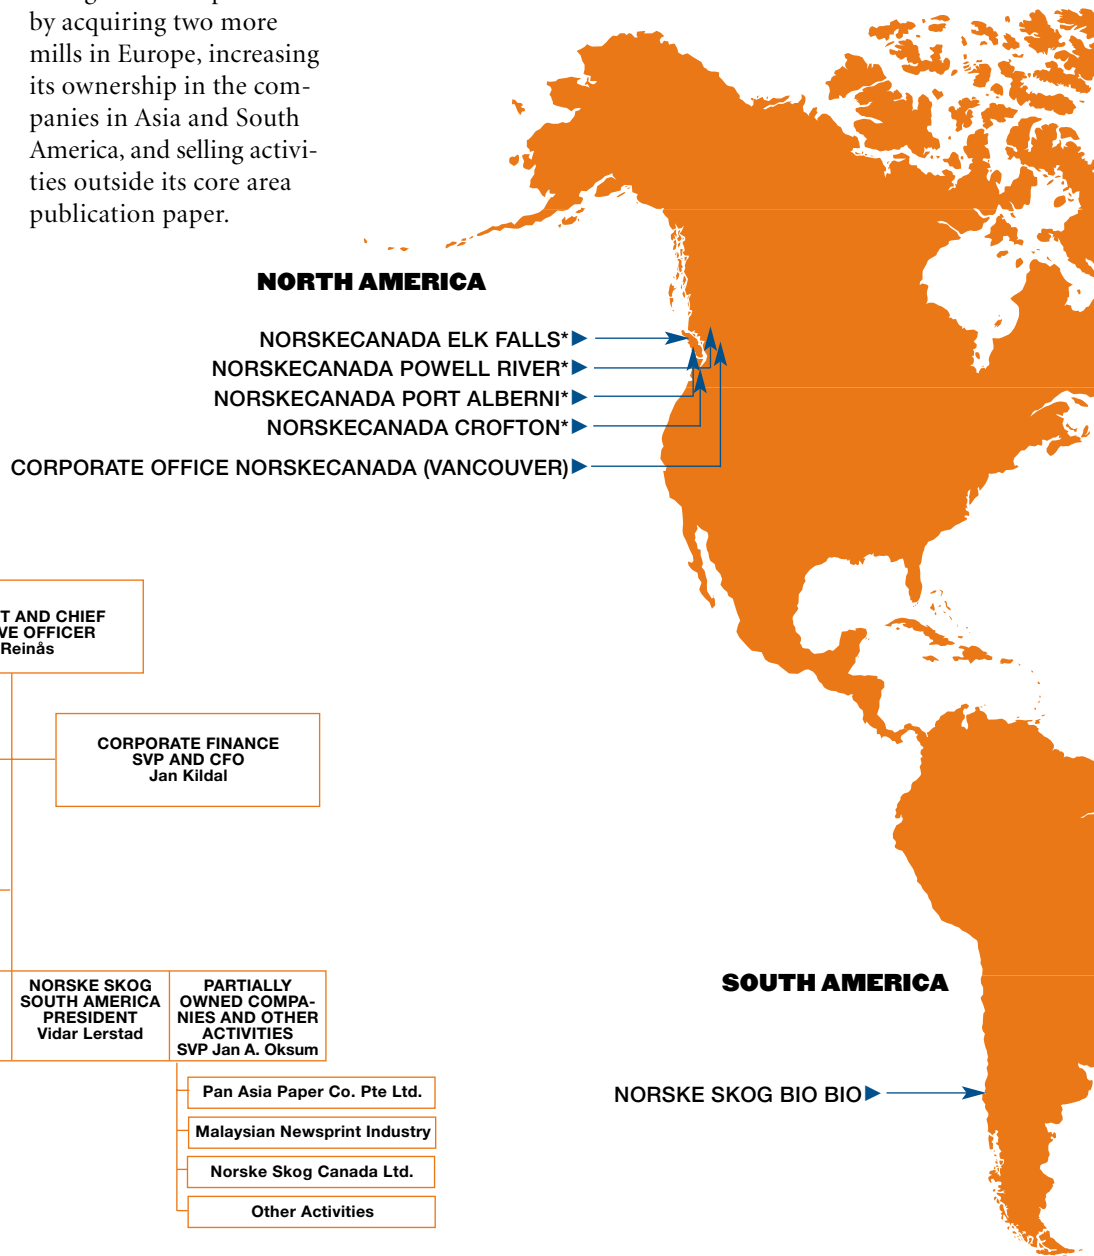 by acquiring two more
mills in Europe, increasing
its ownership in the com-
panies in Asia and South
America, and selling activi-
ties outside its core area
publication paper.
NORTH AMERICA
NORSKECANADA ELK FALLS*
NORSKECANADA POWELL RIVER*
NORSKECANADA PORT ALBERNI*
NORSKECANADA CROFTON*
CORPORATE OFFICE NORSKECANADA (VANCOUVER)
T AND CHIEF
VE OFFICER
Reinås
CORPORATE FINANCE
SVP AND CFO
Jan Kildal
NORSKE SKOG
SOUTH AMERICA
PRESIDENT
Vidar Lerstad
PARTIALLY
OWNED COMPA-
NIES AND OTHER
ACTIVITIES
SVP Jan A. Oksum
Pan Asia Paper Co. Pte Ltd.
Malaysian Newsprint Industry
Norske Skog Canada Ltd.
Other Activities
SOUTH AMERICA
NORSKE SKOG BIO BIO